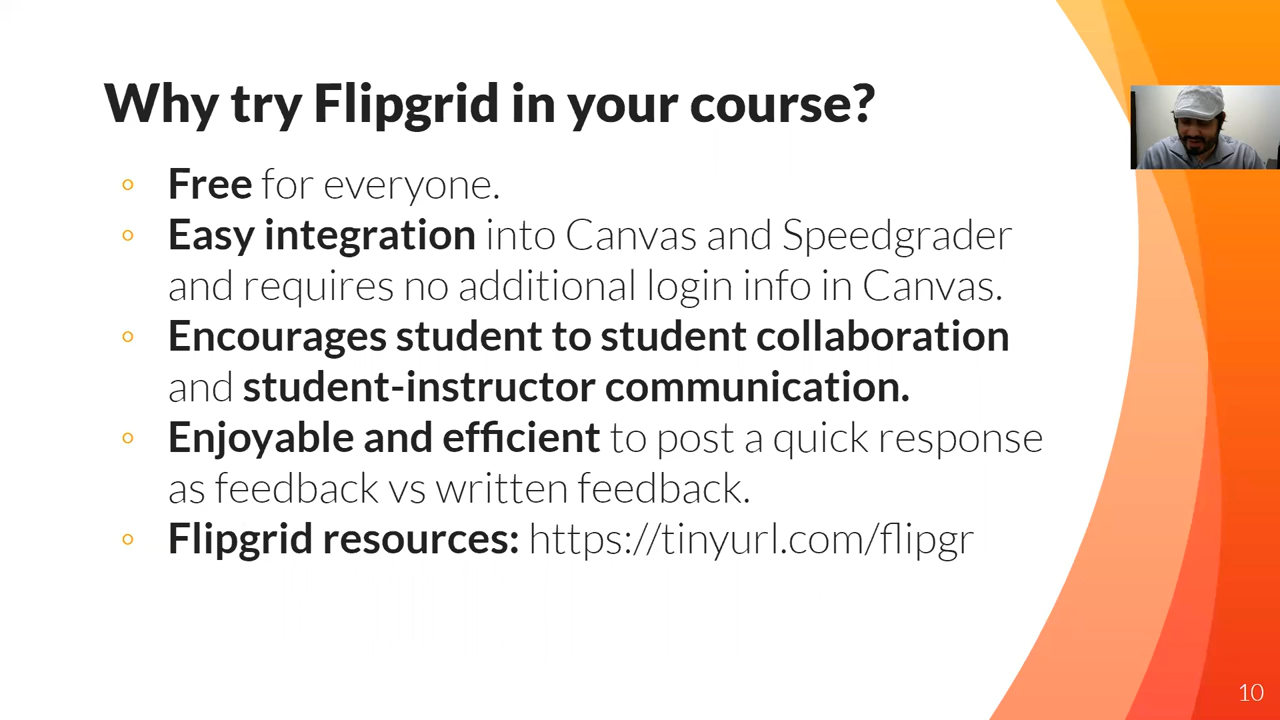 Why try Flipgrid in your course?
Free for everyone.
Easy integration into Canvas and Speedgrader
and requires no additional login info in Canvas.
Encourages student to student collaboration
and student-instructor communication.
Enjoyable and efficient to post a quick response
as feedback vs written feedback.
Flipgrid resources: https://tinyurl.com/flipgr
10